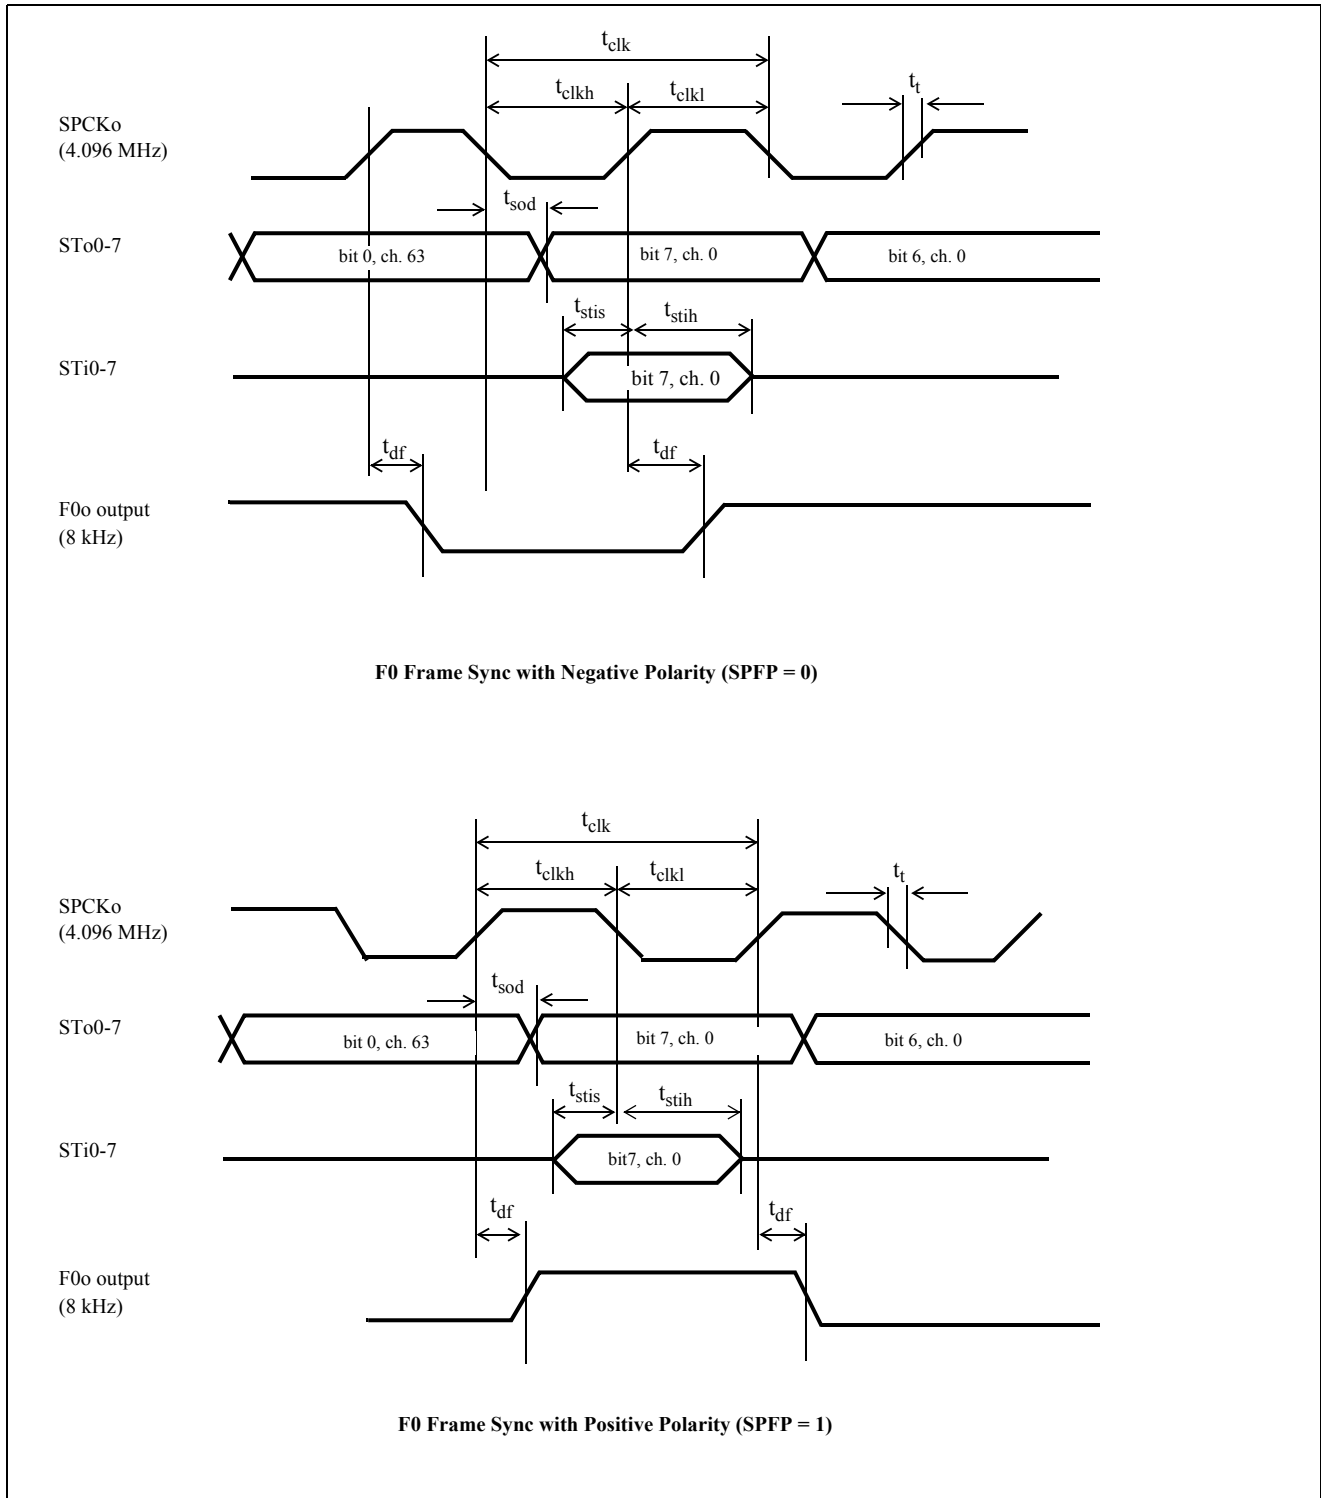 tclk
tclkh
tclkl
tt
SPCKo
(4.096 MHz)
tsod
STo0-7
bit 0, ch. 63
bit 7, ch. 0
bit 6, ch. 0
tstis
tstih
STi0-7
bit 7, ch. 0
tdf
tdf
F0o output
(8 kHz)
F0 Frame Sync with Negative Polarity (SPFP = 0)
tclk
tclkh
tclkl
tt
SPCKo
(4.096 MHz)
tsod
STo0-7
bit 0, ch. 63
bit 7, ch. 0
bit 6, ch. 0
tstis
tstih
STi0-7
bit7, ch. 0
tdf
tdf
F0o output
(8 kHz)
F0 Frame Sync with Positive Polarity (SPFP = 1)